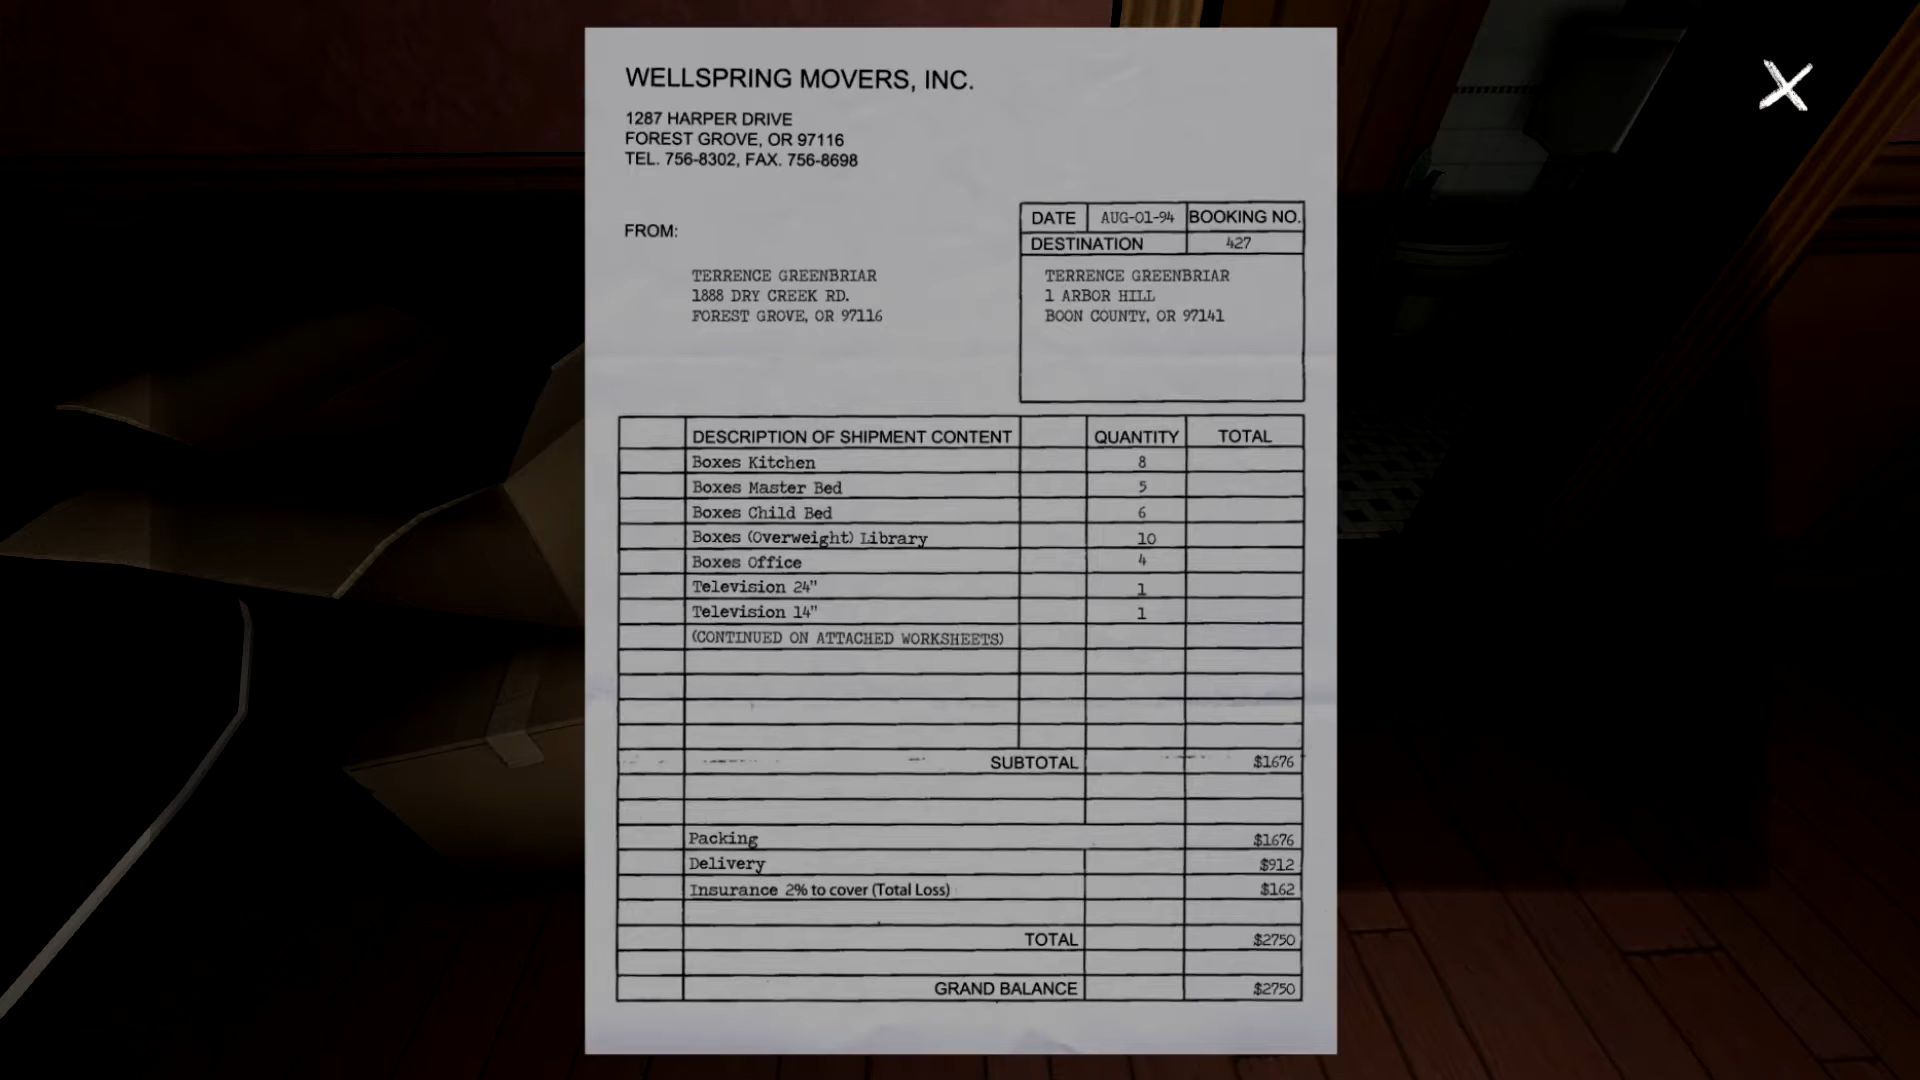 WELLSPRING MOVERS, INC.
1287 HARPER DRIVE
FOREST GROVE, OR 97116
TEL. 756-8302, FAX. 756-8698
DATE AUG-01-94 BOOKING NO.
FROM:
DESTINATION 427
TERRENCE GREENBRIAR TERRENCE GREENBRIAR
1888 DRY CREEK RD. 1 ARBOR HILL
FOREST GROVE, OR 97116 BOON COUNTY, OR 97141
DESCRIPTION OF SHIPMENT CONTENT QUANTITY TOTAL
Boxes Kitchen 8
Boxes Master Bed 5
Boxes Child Bed 6
Boxes (Overweight) Library 10
Boxes Office 4
Television 24" 1
Television 14" 1
(CONTINUED ON ATTACHED WORKSHEETS)
SUBTOTAL $1676
Packing $1676
Delivery $912
Insurance 2% to cover (Total Loss) $162
TOTAL $2750
GRAND BALANCE $2750